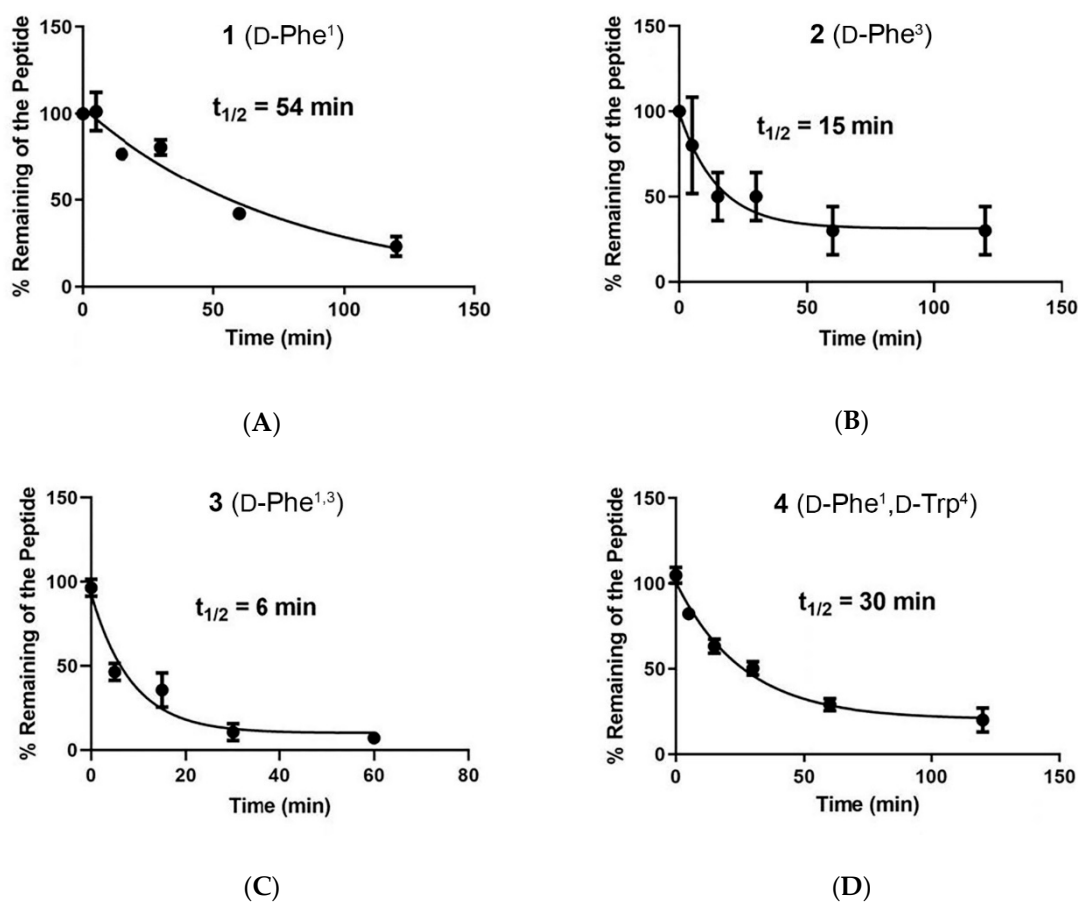 1 (D-Phe¹)
t1/2 = 54 min
% Remaining of the Peptide
150
100
50
0
0 50 100 150
Time (min)
(A)
2 (D-Phe³)
t1/2 = 15 min
% Remaining of the peptide
150
100
50
0
0 50 100 150
Time (min)
(B)
3 (D-Phe¹,³)
t1/2 = 6 min
% Remaining of the Peptide
150
100
50
0
0 20 40 60 80
Time (min)
(C)
4 (D-Phe¹,D-Trp⁴)
t1/2 = 30 min
% Remaining of the Peptide
150
100
50
0
0 50 100 150
Time (min)
(D)